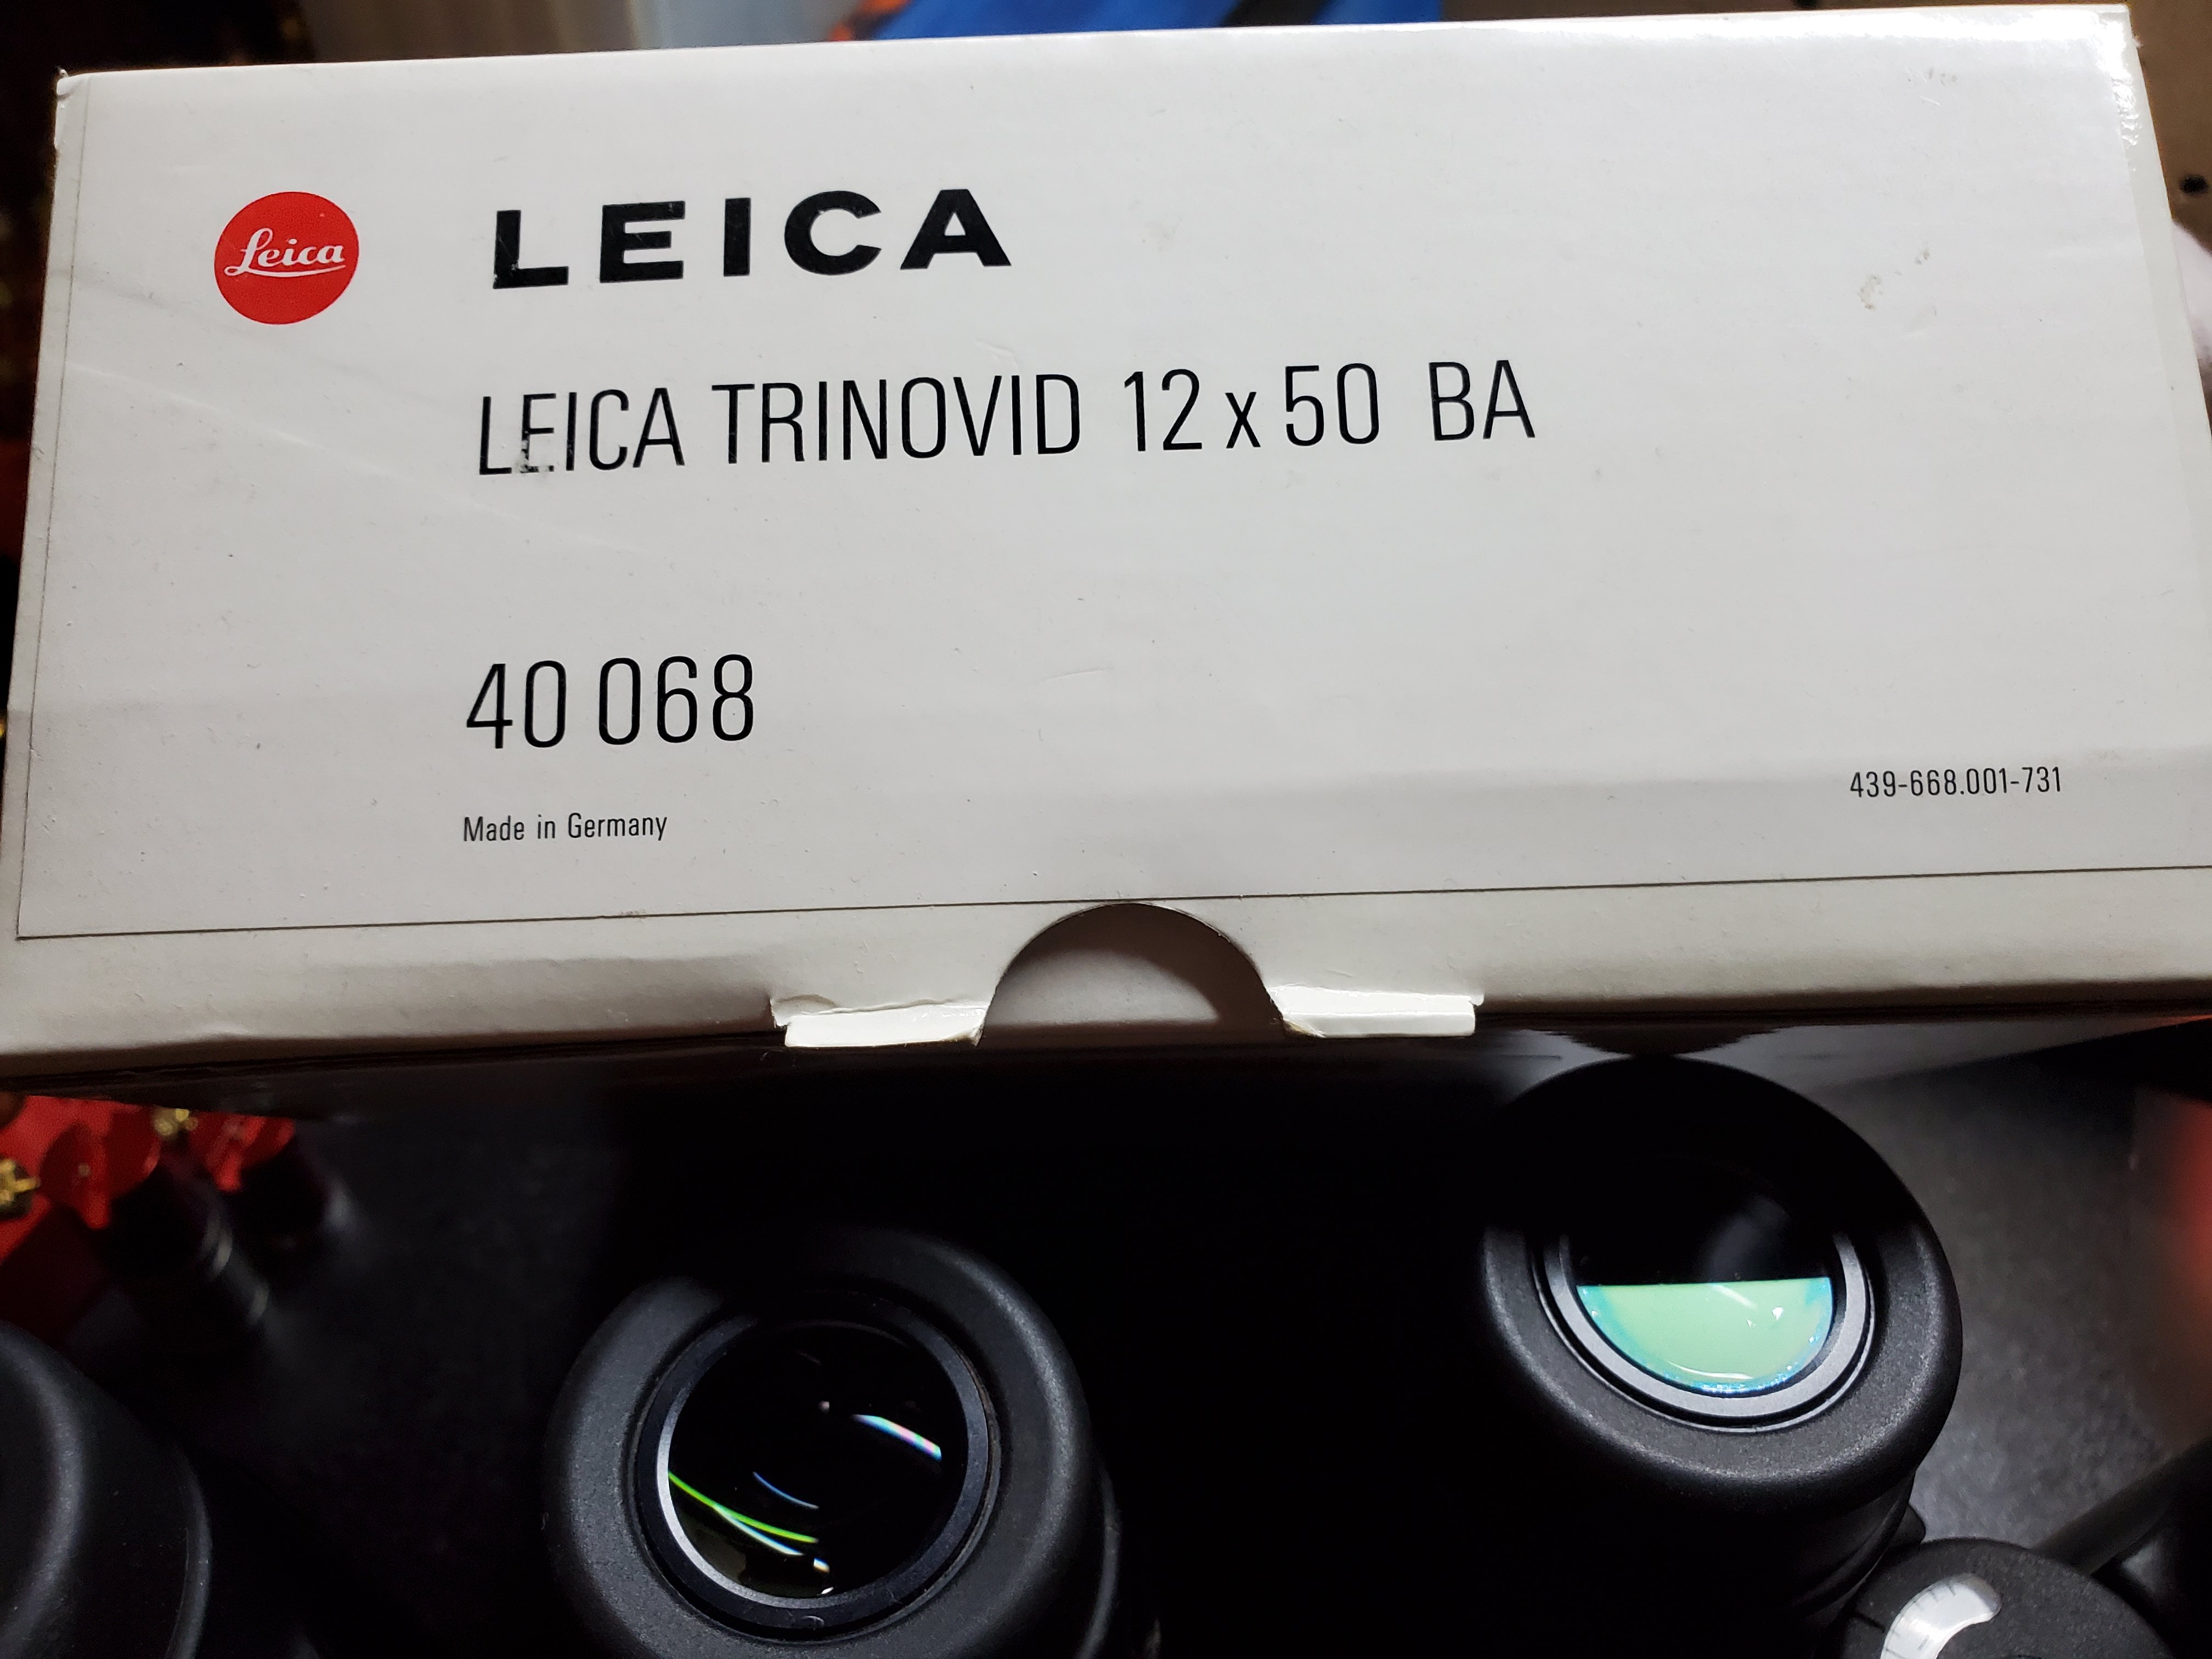 Leica
LEICA
LEICA TRINOVID 12 x 50 BA
40 068
439-668.001-731
Made in Germany